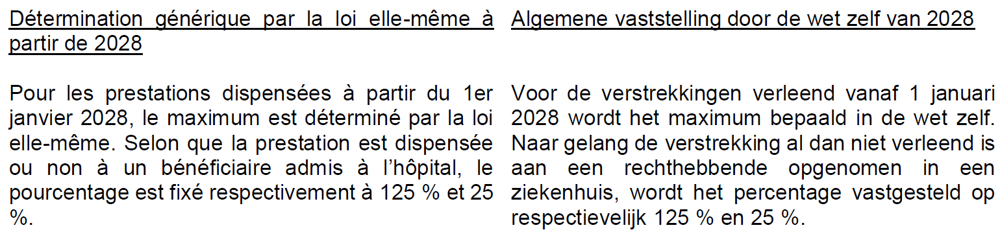 Détermination générique par la loi elle-même à
partir de 2028
Pour les prestations dispensées à partir du 1er
janvier 2028, le maximum est déterminé par la loi
elle-même. Selon que la prestation est dispensée
ou non à un bénéficiaire admis à l’hôpital, le
pourcentage est fixé respectivement à 125 % et 25
%.
Algemene vaststelling door de wet zelf van 2028
Voor de verstrekkingen verleend vanaf 1 januari
2028 wordt het maximum bepaald in de wet zelf.
Naar gelang de verstrekking al dan niet verleend is
aan een rechthebbende opgenomen in een
ziekenhuis, wordt het percentage vastgesteld op
respectievelijk 125 % en 25 %.